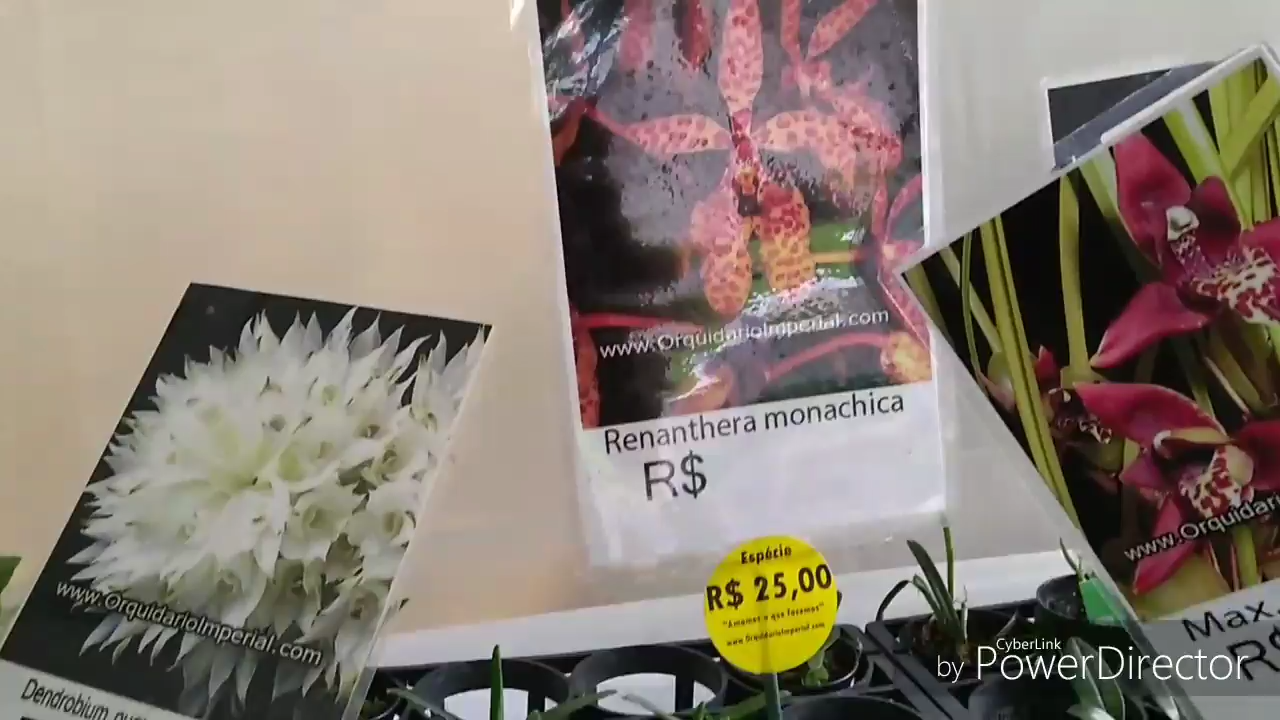 www.OrquidarioImperial.com
Renanthera monachica
R$
www.OrquidarioImperial.com
Dendrobium
Espécie
R$ 25,00
"Amamos o que fazemos"
www.OrquidarioImperial.com
www.Orquidari
Max.
R$
CyberLink
by PowerDirector